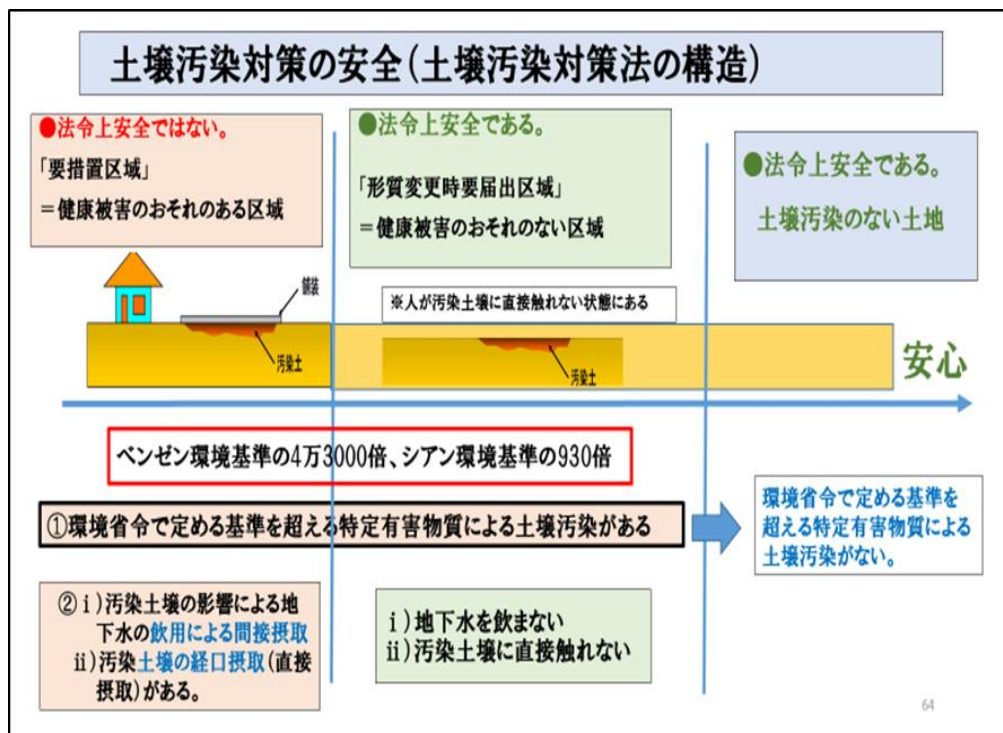 土壌汚染対策の安全(土壌汚染対策法の構造)
●法令上安全ではない。
「要措置区域」
=健康被害のおそれのある区域
●法令上安全である。
「形質変更時要届出区域」
=健康被害のおそれのない区域
●法令上安全である。
土壌汚染のない土地
舗装
※人が汚染土壌に直接触れない状態にある
汚染土
汚染土
安心
ベンゼン環境基準の4万3000倍、シアン環境基準の930倍
①環境省令で定める基準を超える特定有害物質による土壌汚染がある
環境省令で定める基準を
超える特定有害物質による
土壌汚染がない。
②ⅰ)汚染土壌の影響による地
下水の飲用による間接摂取
ⅱ)汚染土壌の経口摂取(直接
摂取)がある。
ⅰ)地下水を飲まない
ⅱ)汚染土壌に直接触れない
64